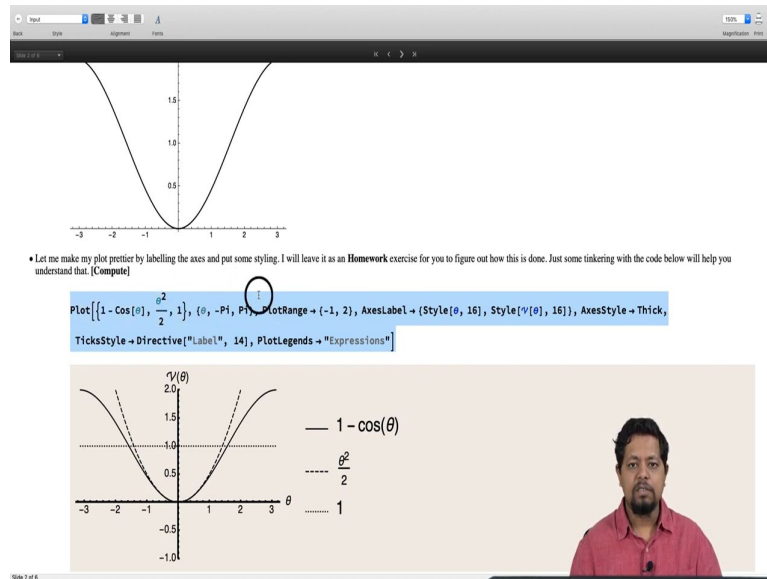 Input
A
150%
Back Style Alignment Fonts
Magnification Print
Slide 2 of 6
1.5
1.0
0.5
-3 -2 -1 1 2 3
• Let me make my plot prettier by labelling the axes and put some styling. I will leave it as an Homework exercise for you to figure out how this is done. Just some tinkering with the code below will help you
understand that. [Compute]
Plot[{1 - Cos[θ], θ^2/2, 1}, {θ, -Pi, Pi}, PlotRange → {-1, 2}, AxesLabel → {Style[θ, 16], Style[𝒱[θ], 16]}, AxesStyle → Thick,
TicksStyle → Directive["Label", 14], PlotLegends → "Expressions"]
𝒱(θ)
2.0
1.5
1.0
0.5
-3 -2 -1 1 2 3 θ
-0.5
-1.0
1 - cos(θ)
θ^2/2
1
Slide 2 of 6